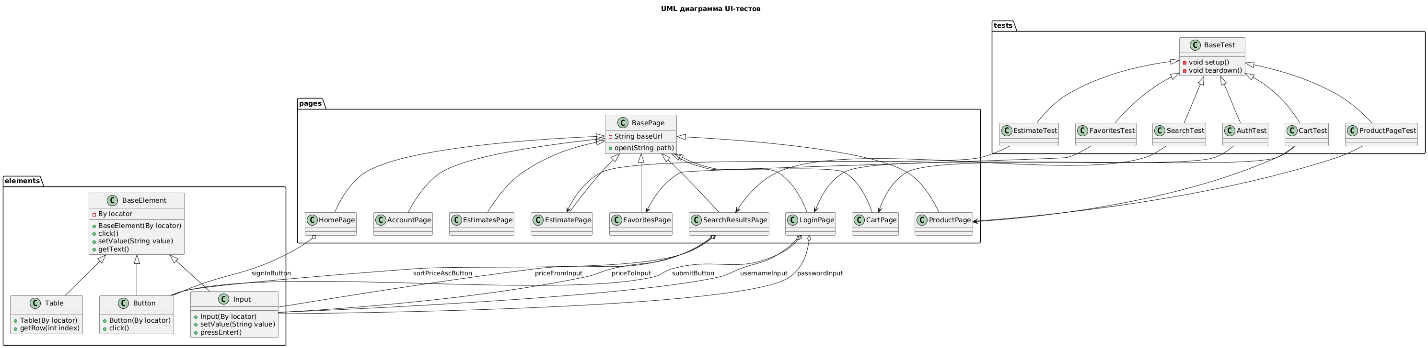 UML диаграмма UI-тестов
tests
C BaseTest
void setup()
void teardown()
C EstimateTest
C FavoritesTest
C SearchTest
C AuthTest
C CartTest
C ProductPageTest
pages
C BasePage
String baseUrl
open(String path)
C HomePage
C AccountPage
C EstimatesPage
C EstimatePage
C FavoritesPage
C SearchResultsPage
C LoginPage
C CartPage
C ProductPage
elements
C BaseElement
By locator
BaseElement(By locator)
click()
setValue(String value)
getText()
signInButton
sortPriceAscButton
priceFromInput
priceToInput
submitButton
usernameInput
passwordInput
C Table
Table(By locator)
getRow(int index)
C Button
Button(By locator)
click()
C Input
Input(By locator)
setValue(String value)
pressEnter()